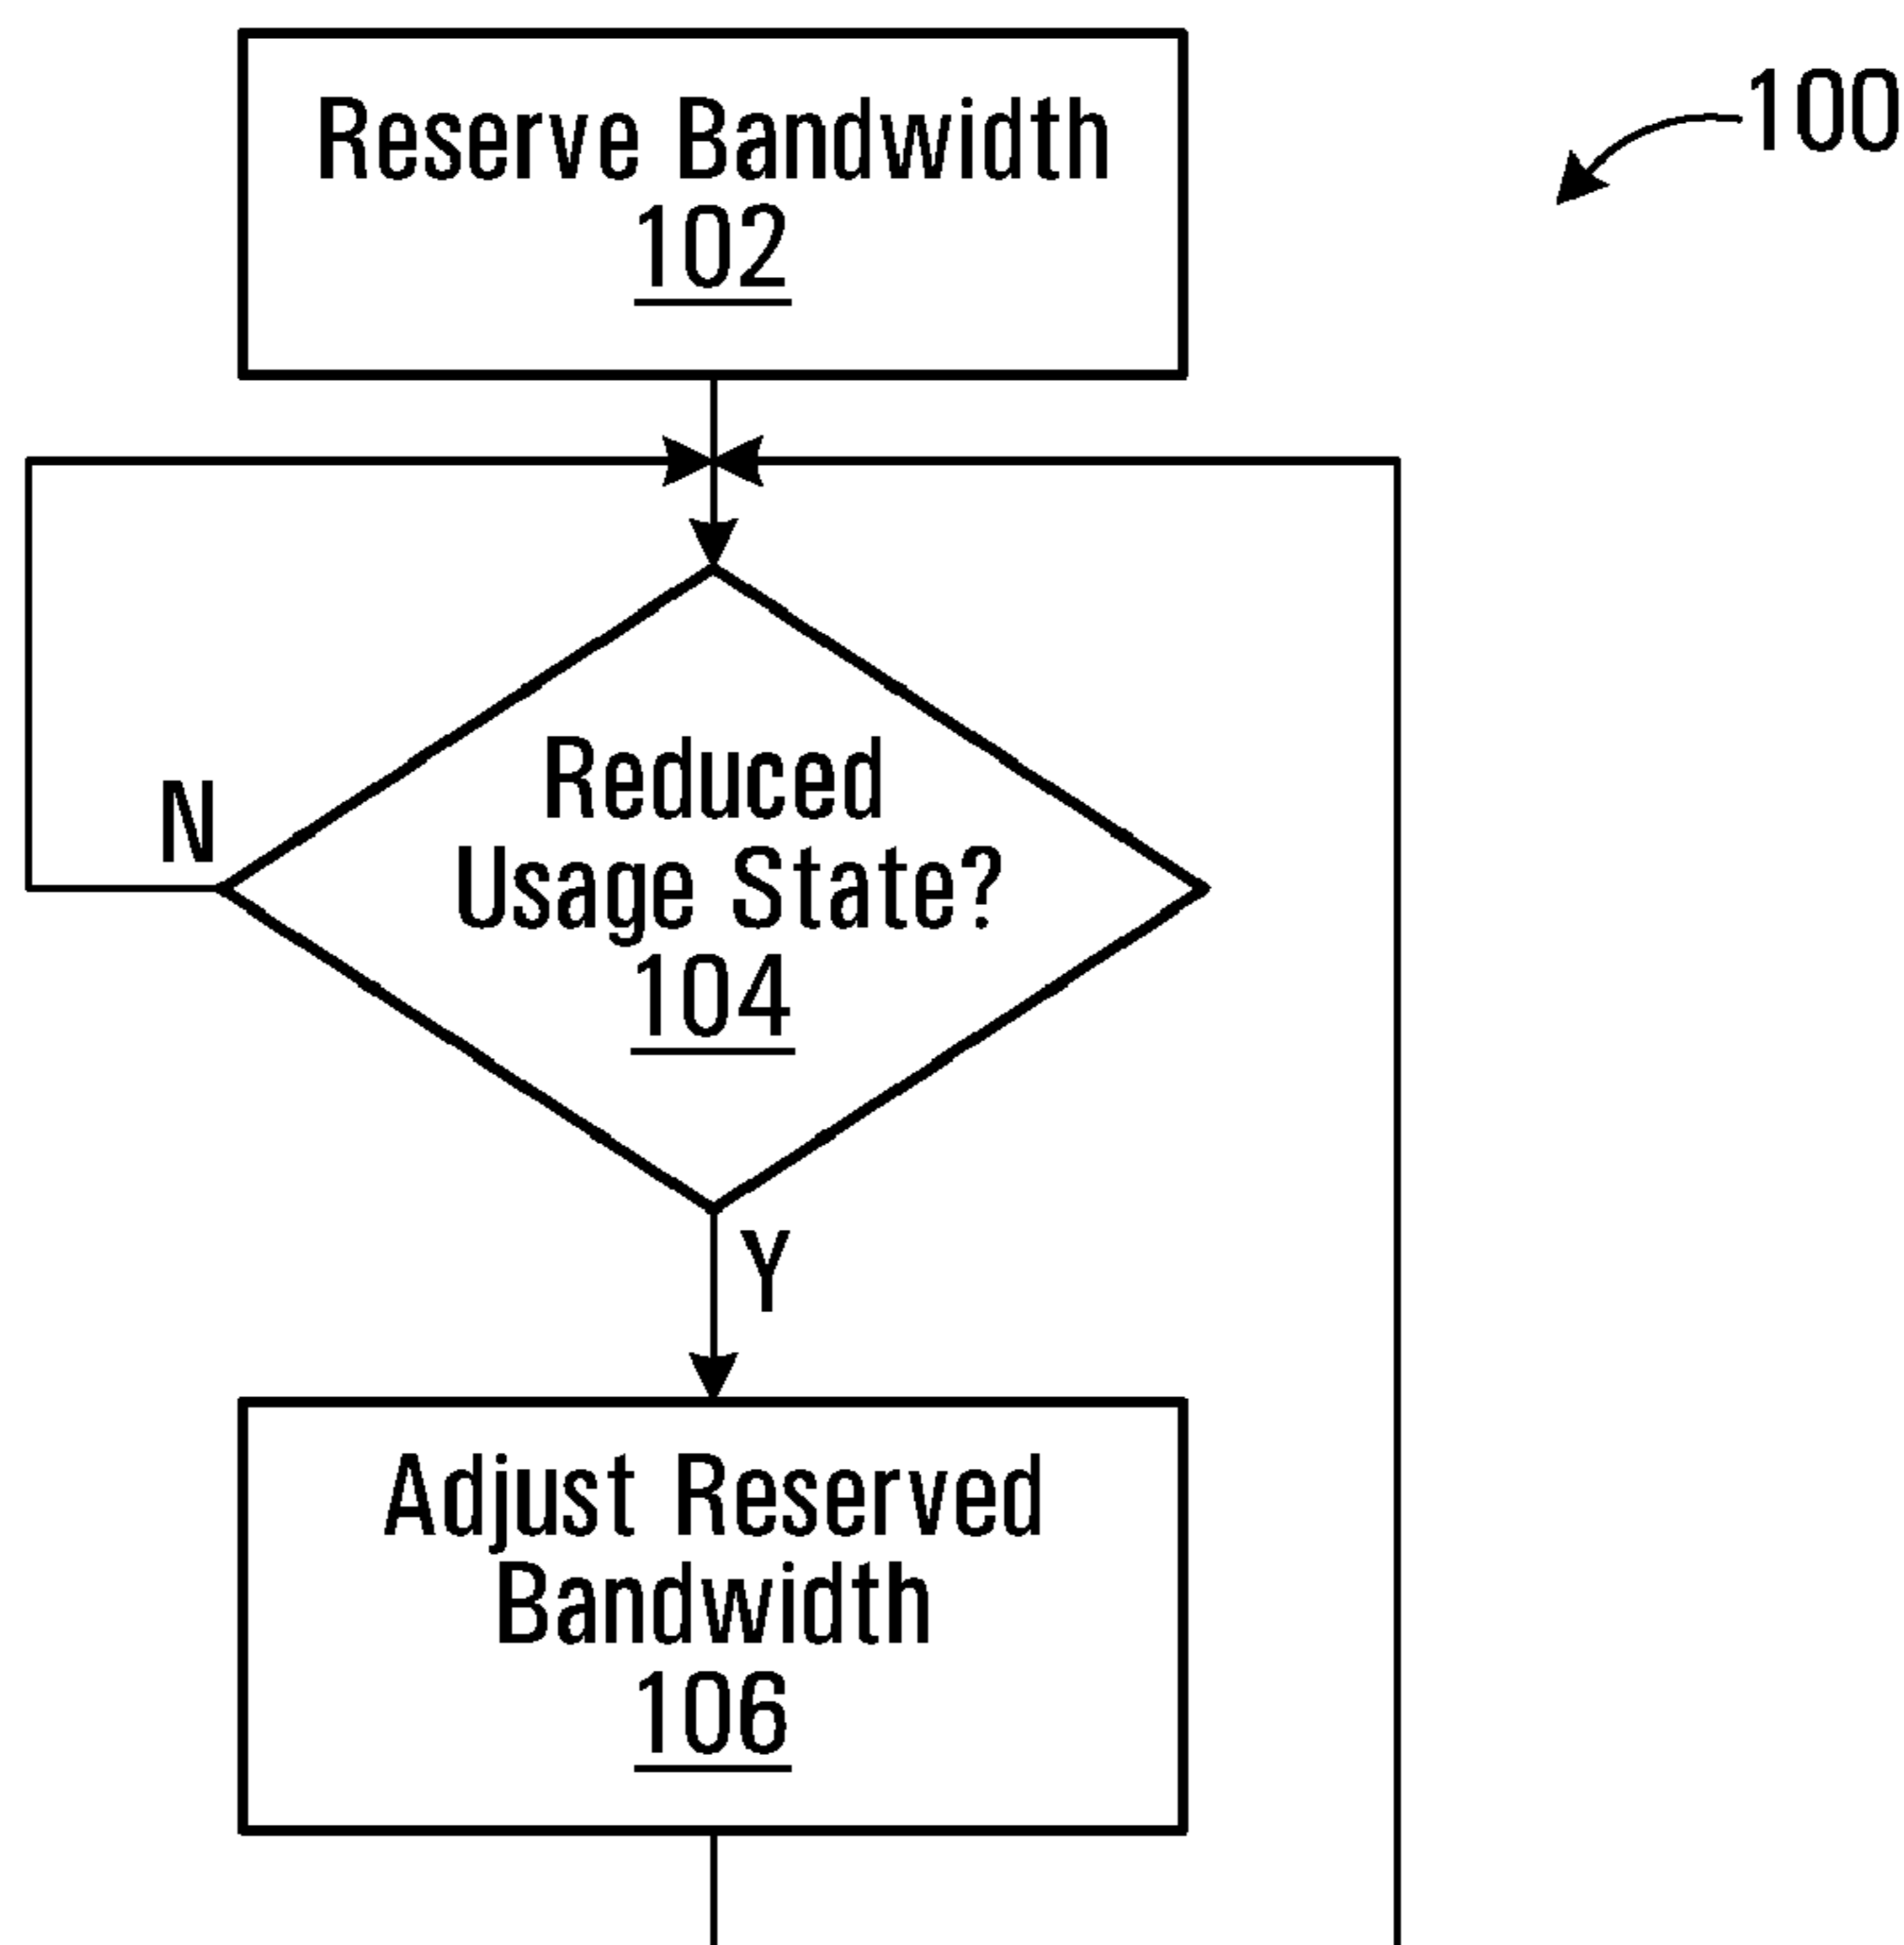 Reserve Bandwidth
102
100
Reduced
Usage State?
104
N
Y
Adjust Reserved
Bandwidth
106